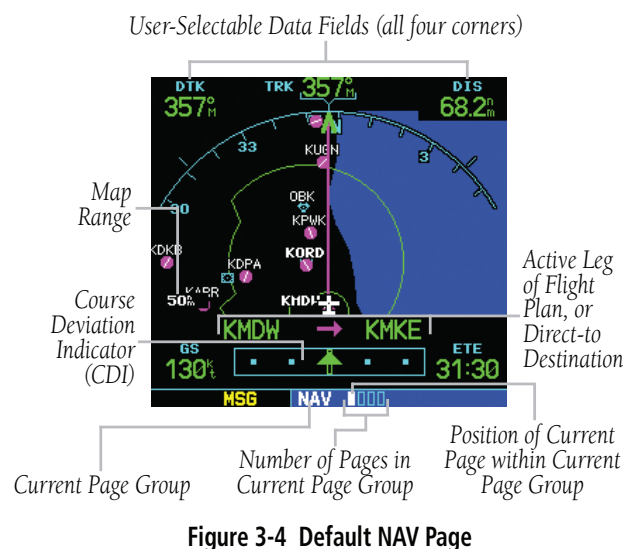 User-Selectable Data Fields (all four corners)
DTK
TRK 357°M
DIS
357°M
68.2nm
N
33
3
30
KUGN
OBK
KPWK
KORD
KDKB
KDPA
KARR
KMDW
50nm
Map
Range
Course
Deviation
Indicator
(CDI)
Active Leg
of Flight
Plan, or
Direct-to
Destination
KMDW → KMKE
GS
130kt
ETE
31:30
MSG NAV
Current Page Group
Number of Pages in
Current Page Group
Position of Current
Page within Current
Page Group
Figure 3-4 Default NAV Page